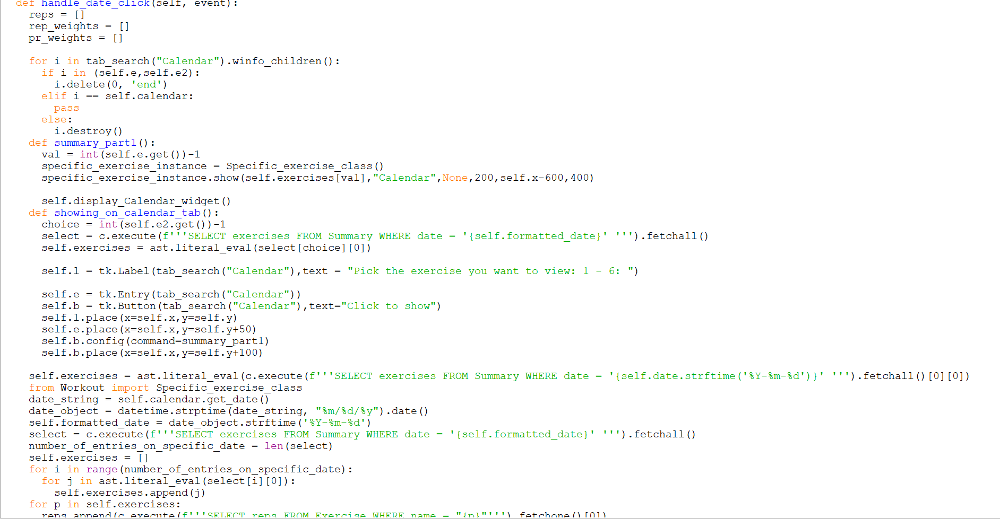 def handle_date_click(self, event):
reps = []
rep_weights = []
pr_weights = []
for i in tab_search("Calendar").winfo_children():
if i in (self.e,self.e2):
i.delete(0, 'end')
elif i == self.calendar:
pass
else:
i.destroy()
def summary_part1():
val = int(self.e.get())-1
specific_exercise_instance = Specific_exercise_class()
specific_exercise_instance.show(self.exercises[val],"Calendar",None,200,self.x-600,400)
self.display_Calendar_widget()
def showing_on_calendar_tab():
choice = int(self.e2.get())-1
select = c.execute(f'''SELECT exercises FROM Summary WHERE date = '{self.formatted_date}' ''').fetchall()
self.exercises = ast.literal_eval(select[choice][0])
self.l = tk.Label(tab_search("Calendar"),text = "Pick the exercise you want to view: 1 - 6: ")
self.e = tk.Entry(tab_search("Calendar"))
self.b = tk.Button(tab_search("Calendar"),text="Click to show")
self.l.place(x=self.x,y=self.y)
self.e.place(x=self.x,y=self.y+50)
self.b.config(command=summary_part1)
self.b.place(x=self.x,y=self.y+100)
self.exercises = ast.literal_eval(c.execute(f'''SELECT exercises FROM Summary WHERE date = '{self.date.strftime('%Y-%m-%d')}' ''').fetchall()[0][0])
from Workout import Specific_exercise_class
date_string = self.calendar.get_date()
date_object = datetime.strptime(date_string, "%m/%d/%y").date()
self.formatted_date = date_object.strftime('%Y-%m-%d')
select = c.execute(f'''SELECT exercises FROM Summary WHERE date = '{self.formatted_date}' ''').fetchall()
number_of_entries_on_specific_date = len(select)
self.exercises = []
for i in range(number_of_entries_on_specific_date):
for j in ast.literal_eval(select[i][0]):
self.exercises.append(j)
for p in self.exercises:
reps.append(c.execute(f'''SELECT reps FROM Exercise WHERE name = "{p}"''').fetchone()[0])